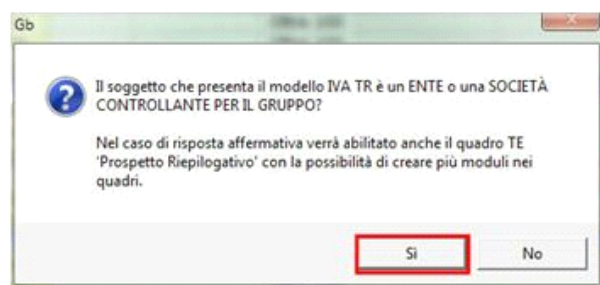 Gb
Il soggetto che presenta il modello IVA TR è un ENTE o una SOCIETÀ
CONTROLLANTE PER IL GRUPPO?
Nel caso di risposta affermativa verrà abilitato anche il quadro TE
'Prospetto Riepilogativo' con la possibilità di creare più moduli nei
quadri.
Sì
No